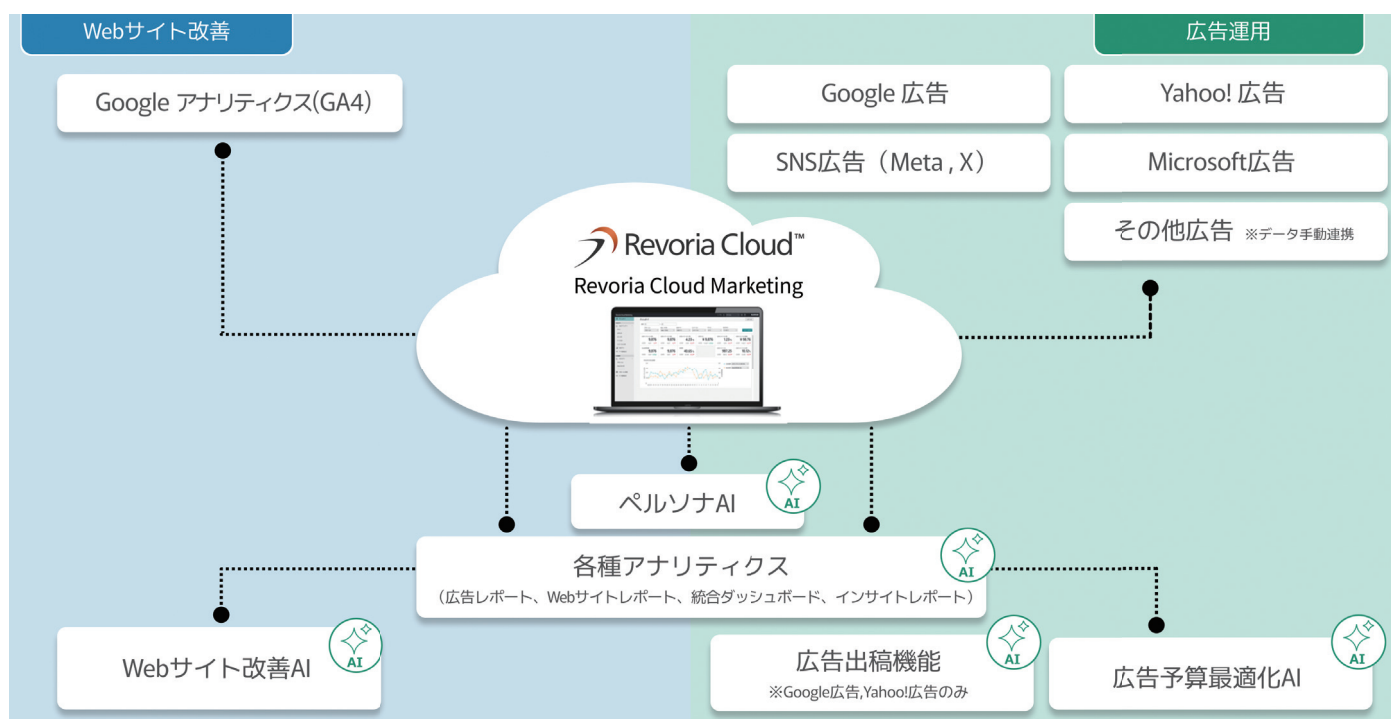 Webサイト改善
広告運用
Google アナリティクス(GA4)
Google 広告
Yahoo! 広告
SNS広告（Meta , X）
Microsoft広告
その他広告 ※データ手動連携
Revoria Cloud™
Revoria Cloud Marketing
ペルソナAI
AI
各種アナリティクス
（広告レポート、Webサイトレポート、統合ダッシュボード、インサイトレポート）
AI
Webサイト改善AI
AI
広告出稿機能
※Google広告,Yahoo!広告のみ
AI
広告予算最適化AI
AI